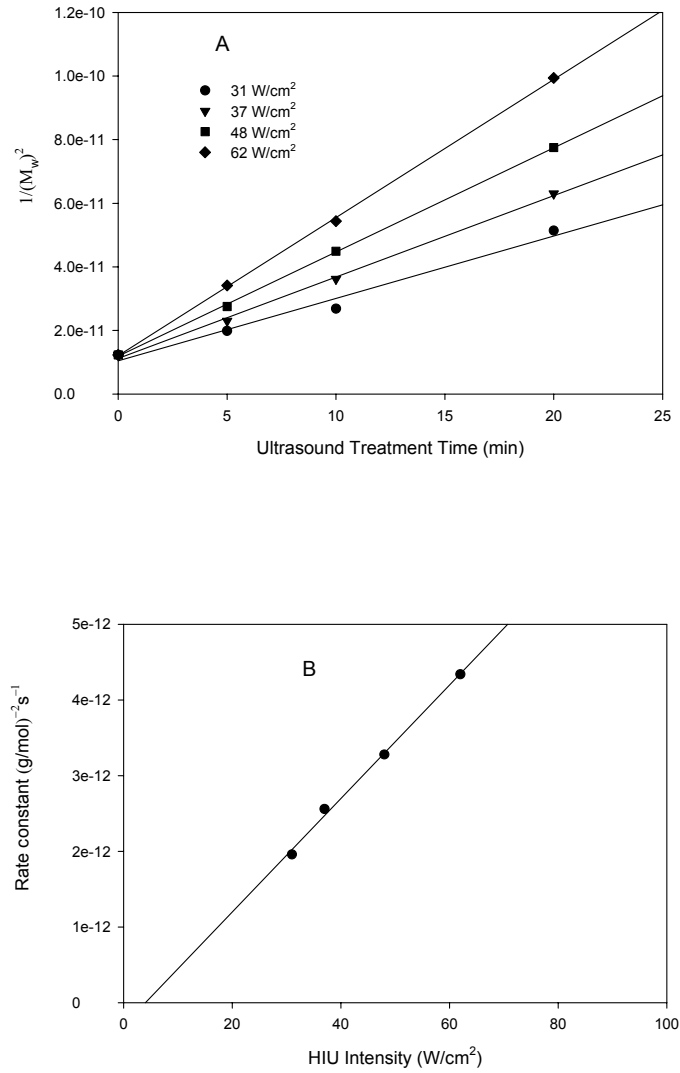 1.2e-10
A
31 W/cm²
1.0e-10
37 W/cm²
48 W/cm²
8.0e-11
62 W/cm²
1/(Mw)²
6.0e-11
4.0e-11
2.0e-11
0.0
0 5 10 15 20 25
Ultrasound Treatment Time (min)
5e-12
B
4e-12
Rate constant (g/mol)⁻²s⁻¹
3e-12
2e-12
1e-12
0
0 20 40 60 80 100
HIU Intensity (W/cm²)